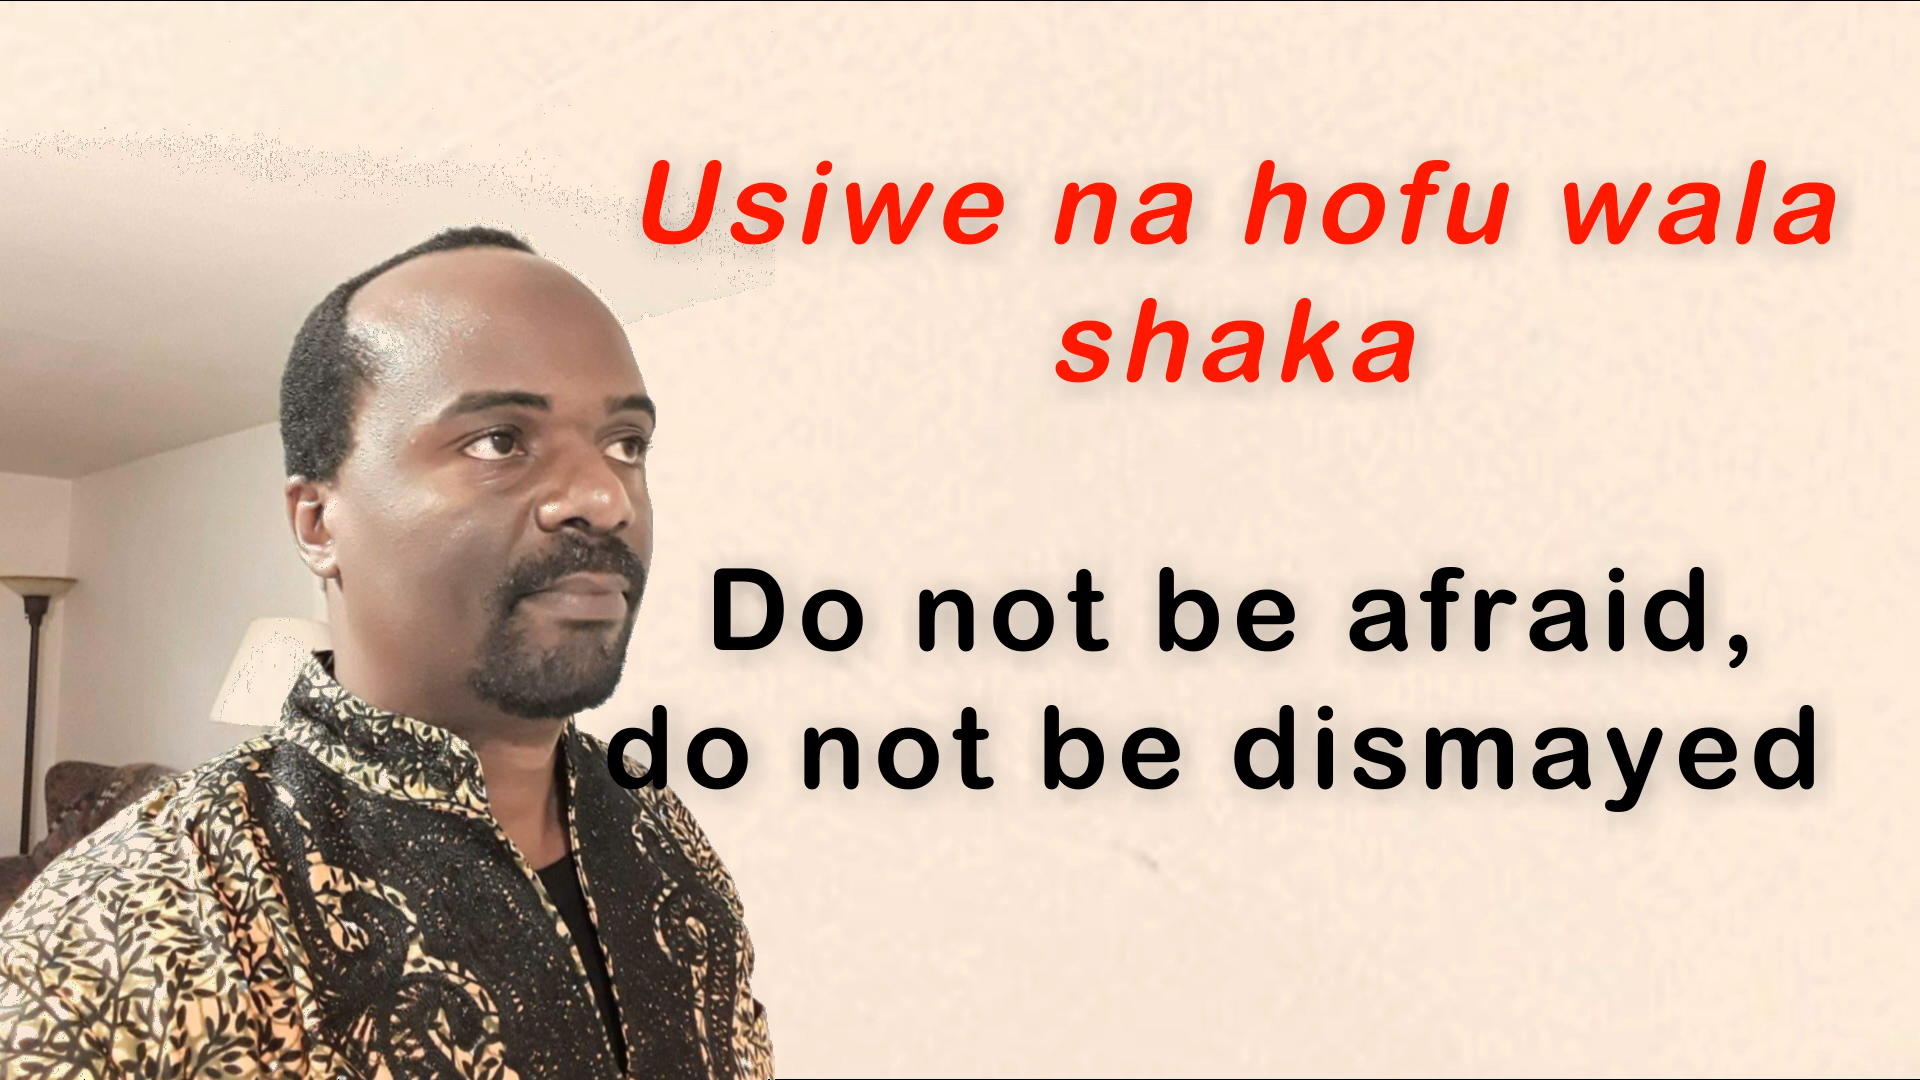 Usiwe na hofu wala
shaka
Do not be afraid,
do not be dismayed